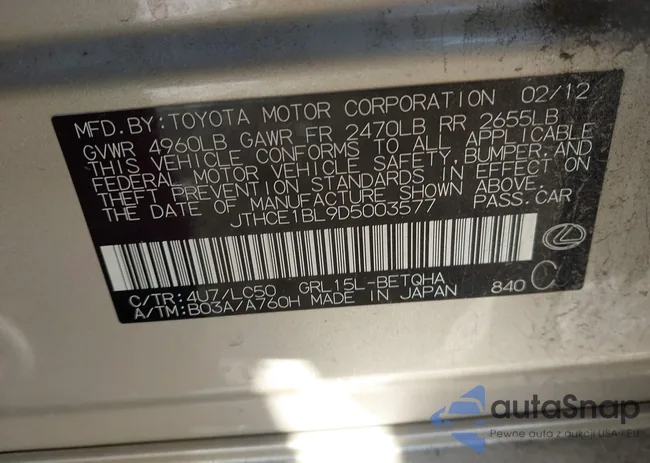 MFD. BY: TOYOTA MOTOR CORPORATION 02/12
GVWR 4960LB GAWR FR 2470LB RR 2655LB
THIS VEHICLE CONFORMS TO ALL APPLICABLE
FEDERAL MOTOR VEHICLE SAFETY, BUMPER, AND
THEFT PREVENTION STANDARDS IN EFFECT ON
THE DATE OF MANUFACTURE SHOWN ABOVE.
JTHCE1BL9D5003577 PASS. CAR
C/TR: 4U7/LC50 GRL15L-BETQHA
A/TM: B03A/A760H MADE IN JAPAN 840 C
autoSnap
Pewne auta z aukcji USA i EU